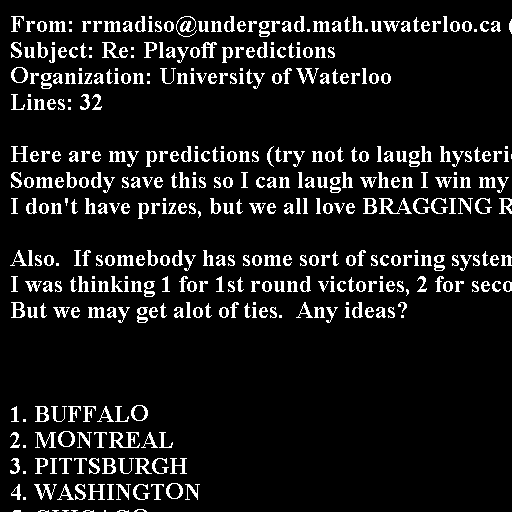 From: rrmadiso@undergrad.math.uwaterloo.ca (
Subject: Re: Playoff predictions
Organization: University of Waterloo
Lines: 32
Here are my predictions (try not to laugh hysteri
Somebody save this so I can laugh when I win my
I don't have prizes, but we all love BRAGGING R
Also.  If somebody has some sort of scoring system
I was thinking 1 for 1st round victories, 2 for seco
But we may get alot of ties.  Any ideas?
1. BUFFALO
2. MONTREAL
3. PITTSBURGH
4. WASHINGTON
5. CHICAGO